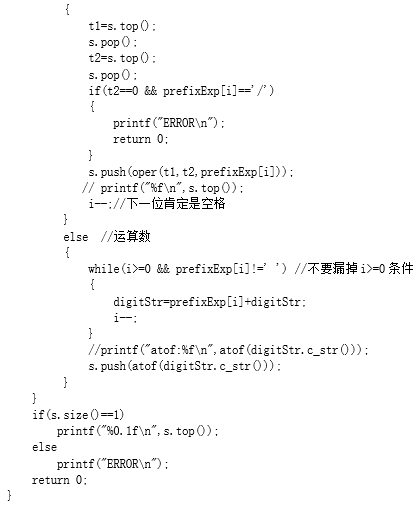 {
t1=s.top();
s.pop();
t2=s.top();
s.pop();
if(t2==0 && prefixExp[i]=='/')
{
printf("ERROR\n");
return 0;
}
s.push(oper(t1,t2,prefixExp[i]));
// printf("%f\n",s.top());
i--;//下一位肯定是空格
}
else //运算数
{
while(i>=0 && prefixExp[i]!=' ') //不要漏掉i>=0条件
{
digitStr=prefixExp[i]+digitStr;
i--;
}
//printf("atof:%f\n",atof(digitStr.c_str()));
s.push(atof(digitStr.c_str()));
}
}
if(s.size()==1)
printf("%0.1f\n",s.top());
else
printf("ERROR\n");
return 0;
}